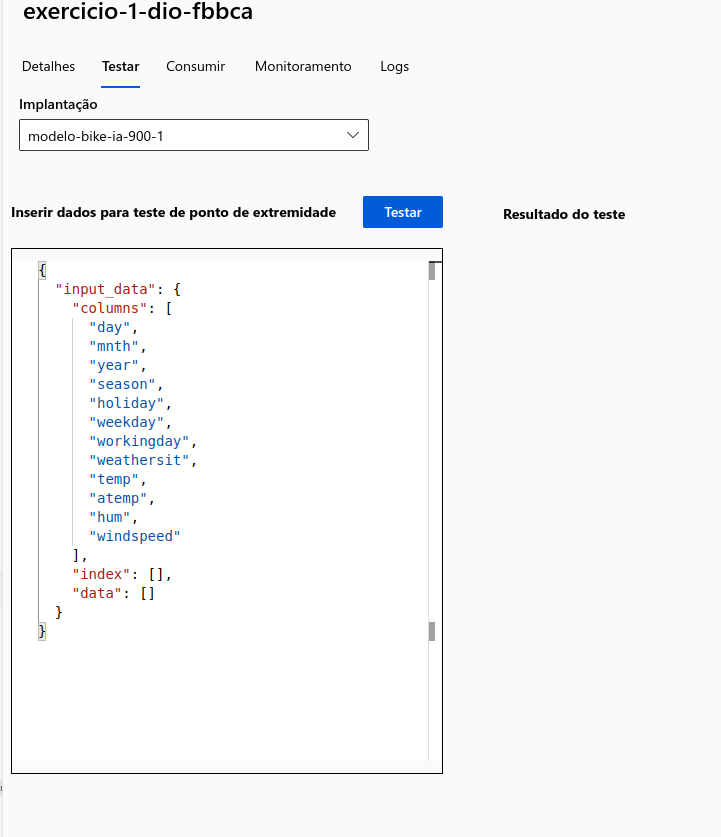 exercicio-1-dio-fbbca
Detalhes Testar Consumir Monitoramento Logs
Implantação
modelo-bike-ia-900-1
Inserir dados para teste de ponto de extremidade Testar
Resultado do teste
{
"input_data": {
"columns": [
"day",
"mnth",
"year",
"season",
"holiday",
"weekday",
"workingday",
"weathersit",
"temp",
"atemp",
"hum",
"windspeed"
],
"index": [],
"data": []
}
}